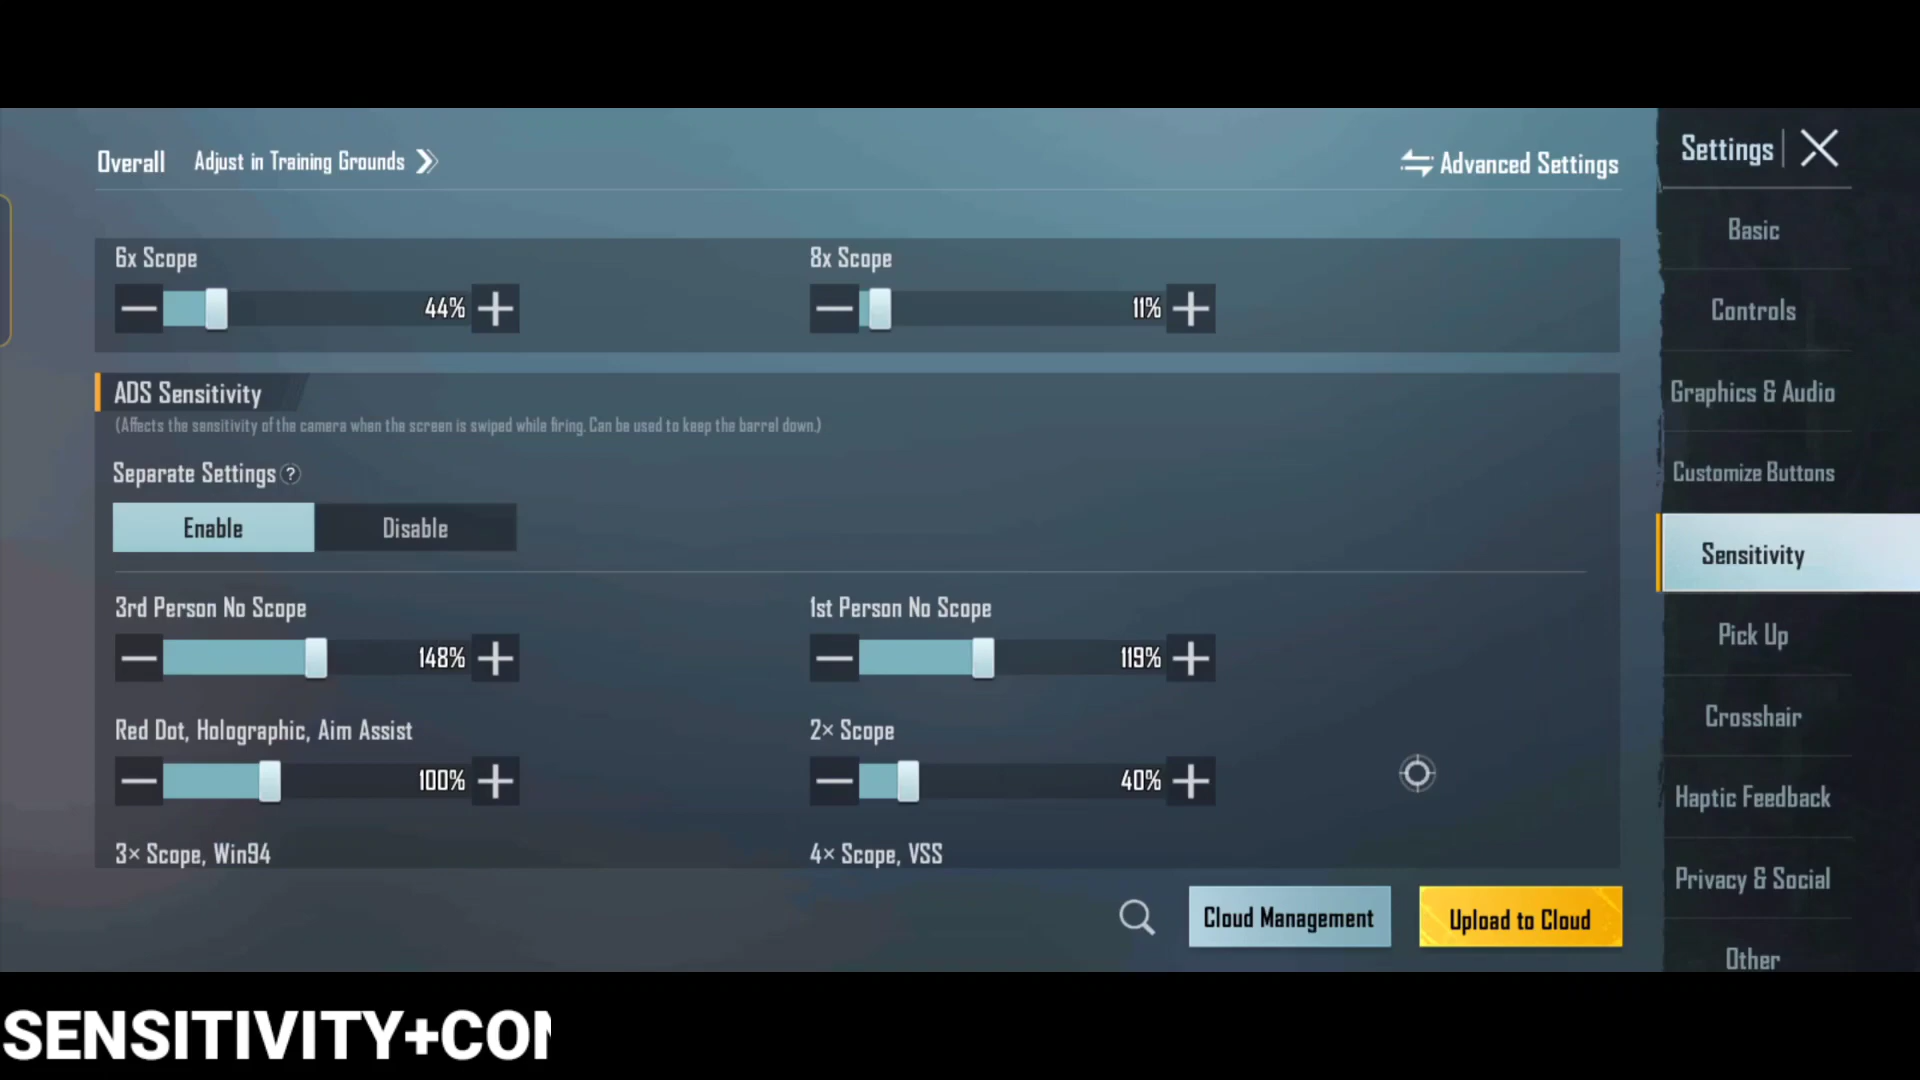 Overall Adjust in Training Grounds
Advanced Settings
Settings
6x Scope
8x Scope
44%
11%
ADS Sensitivity
(Affects the sensitivity of the camera when the screen is swiped while firing. Can be used to keep the barrel down.)
Separate Settings ?
Enable Disable
3rd Person No Scope
1st Person No Scope
148%
119%
Red Dot, Holographic, Aim Assist
2× Scope
100%
40%
3× Scope, Win94
4× Scope, VSS
Cloud Management
Upload to Cloud
Basic
Controls
Graphics & Audio
Customize Buttons
Sensitivity
Pick Up
Crosshair
Haptic Feedback
Privacy & Social
Other
SENSITIVITY+CON